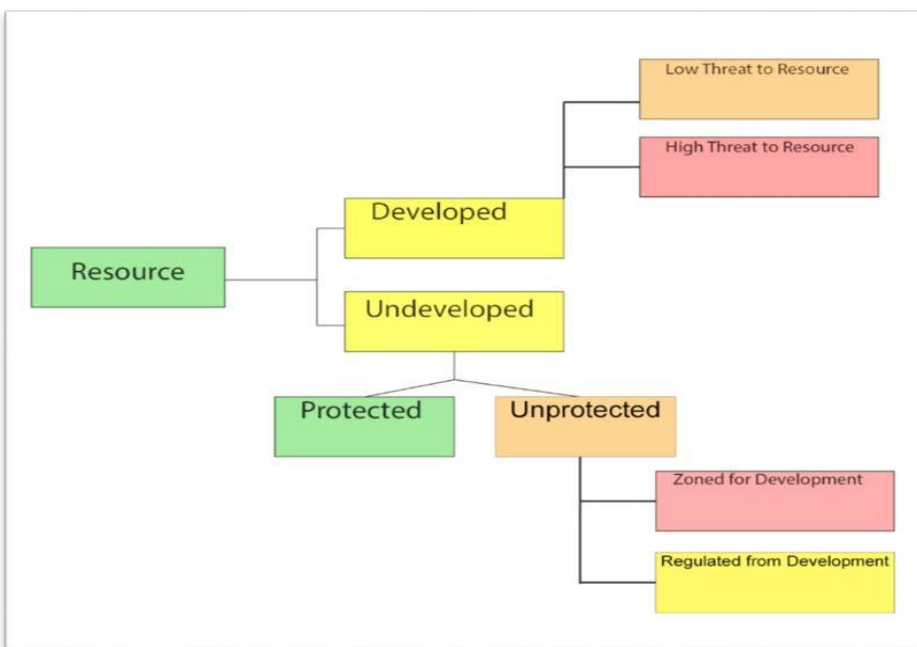 Low Threat to Resource
High Threat to Resource
Developed
Resource
Undeveloped
Protected
Unprotected
Zoned for Development
Regulated from Development